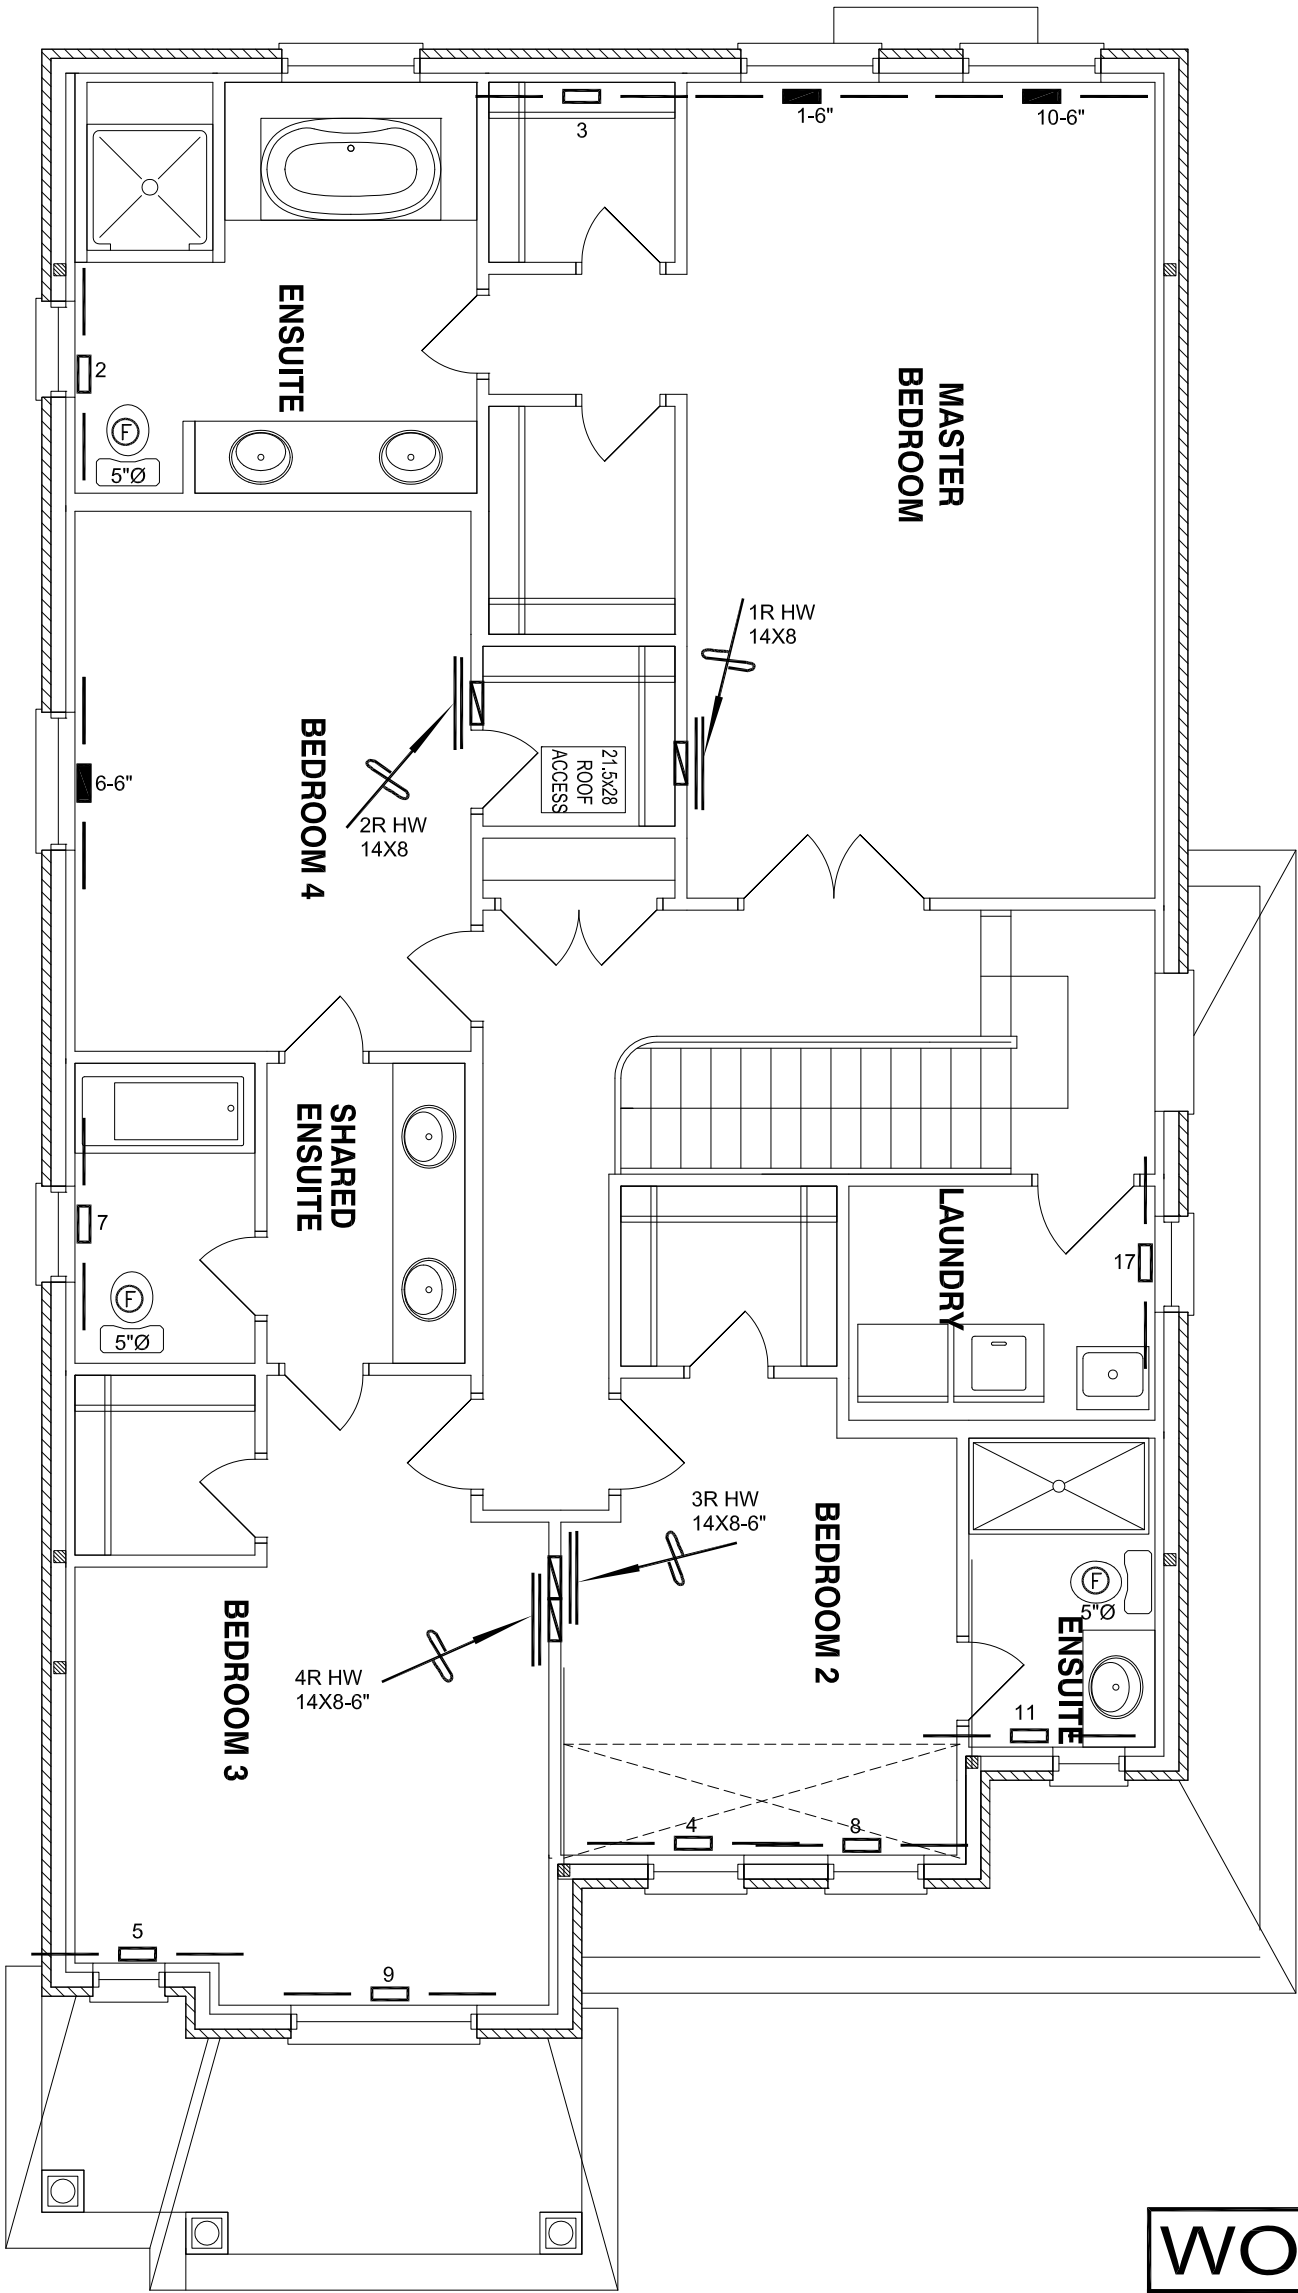 3
1-6"
10-6"
ENSUITE
2
F
5"Ø
MASTER
BEDROOM
1R HW
14X8
BEDROOM 4
6-6"
21.5x28
ROOF
ACCESS
2R HW
14X8
SHARED
ENSUITE
7
F
5"Ø
LAUNDRY
17
3R HW
14X8-6"
BEDROOM 2
F
5"Ø
ENSUITE
11
BEDROOM 3
4R HW
14X8-6"
4
8
5
9
WO